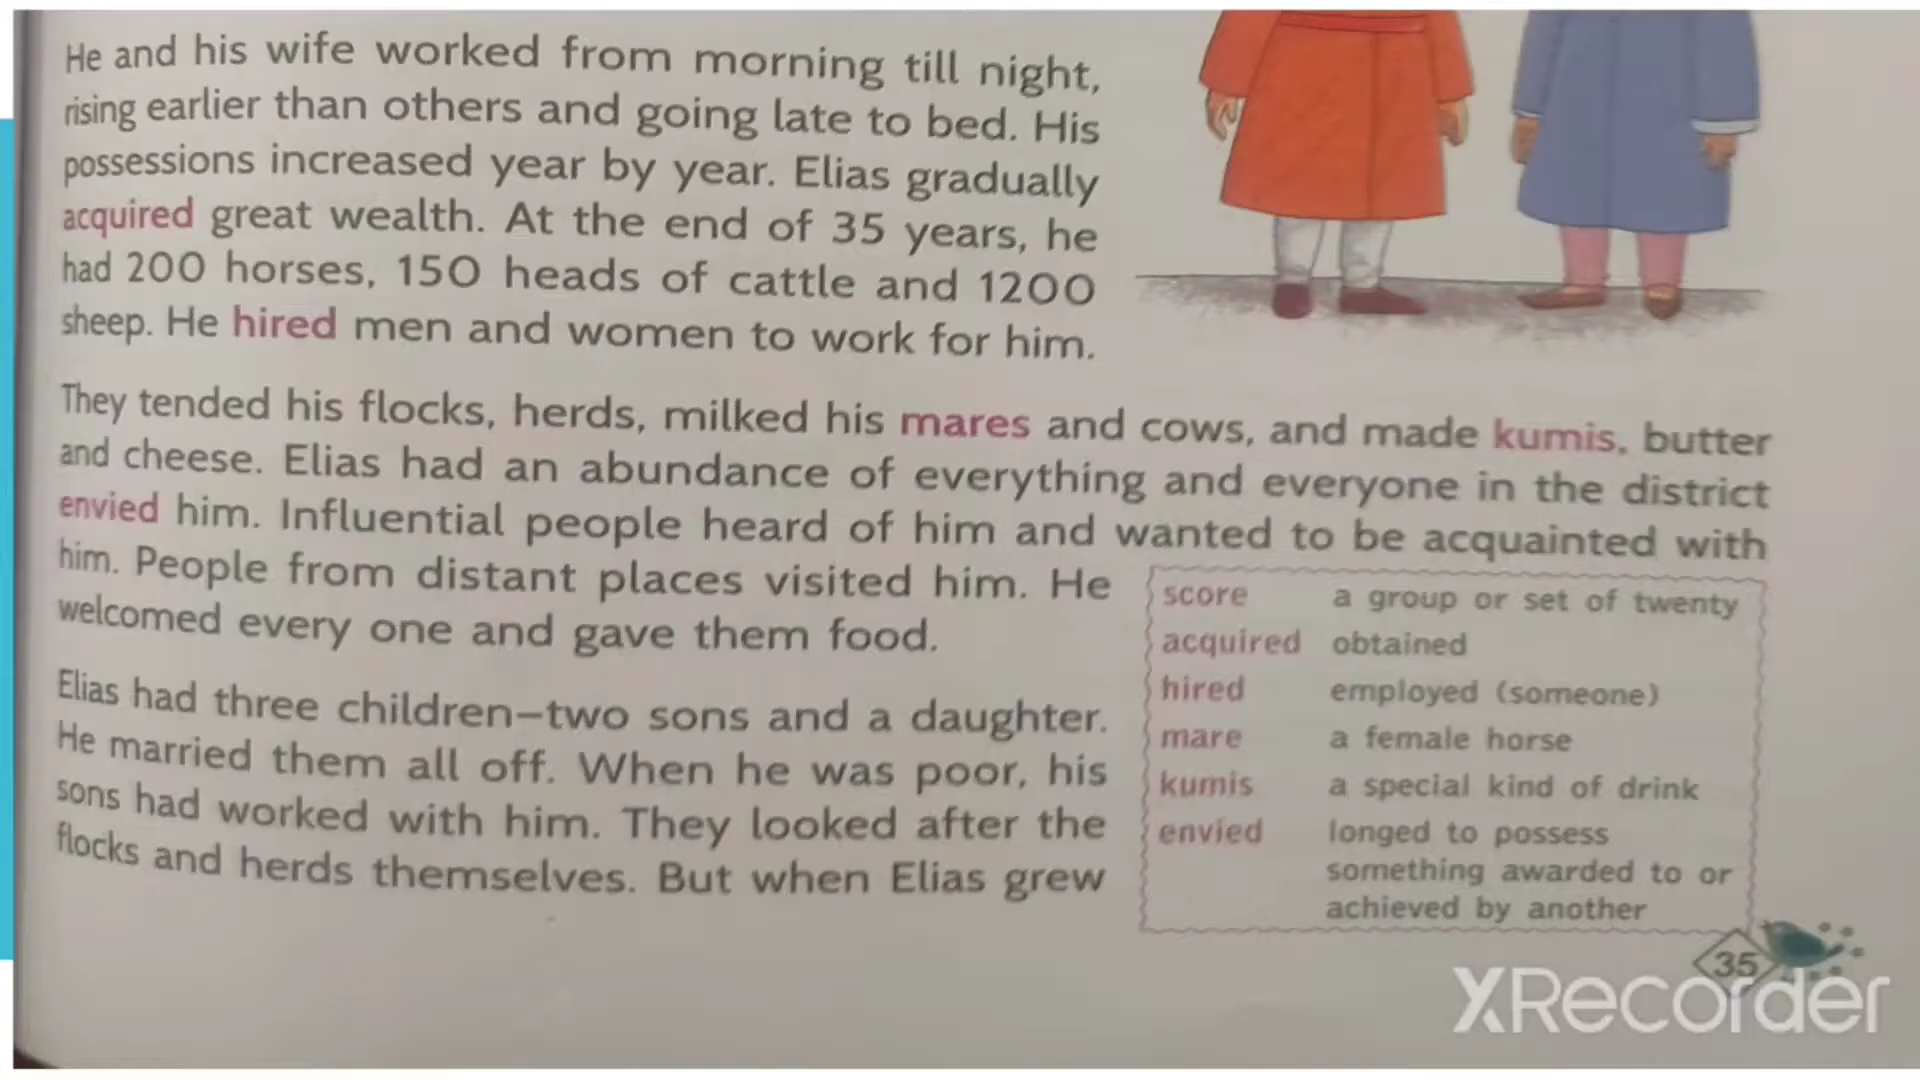 He and his wife worked from morning till night,
rising earlier than others and going late to bed. His
possessions increased year by year. Elias gradually
acquired great wealth. At the end of 35 years, he
had 200 horses, 150 heads of cattle and 1200
sheep. He hired men and women to work for him.
They tended his flocks, herds, milked his mares and cows, and made kumis, butter
and cheese. Elias had an abundance of everything and everyone in the district
envied him. Influential people heard of him and wanted to be acquainted with
him. People from distant places visited him. He
welcomed every one and gave them food.
Elias had three children—two sons and a daughter.
He married them all off. When he was poor, his
sons had worked with him. They looked after the
flocks and herds themselves. But when Elias grew
score a group or set of twenty
acquired obtained
hired employed (someone)
mare a female horse
kumis a special kind of drink
envied longed to possess
something awarded to or
achieved by another
35
XRecorder